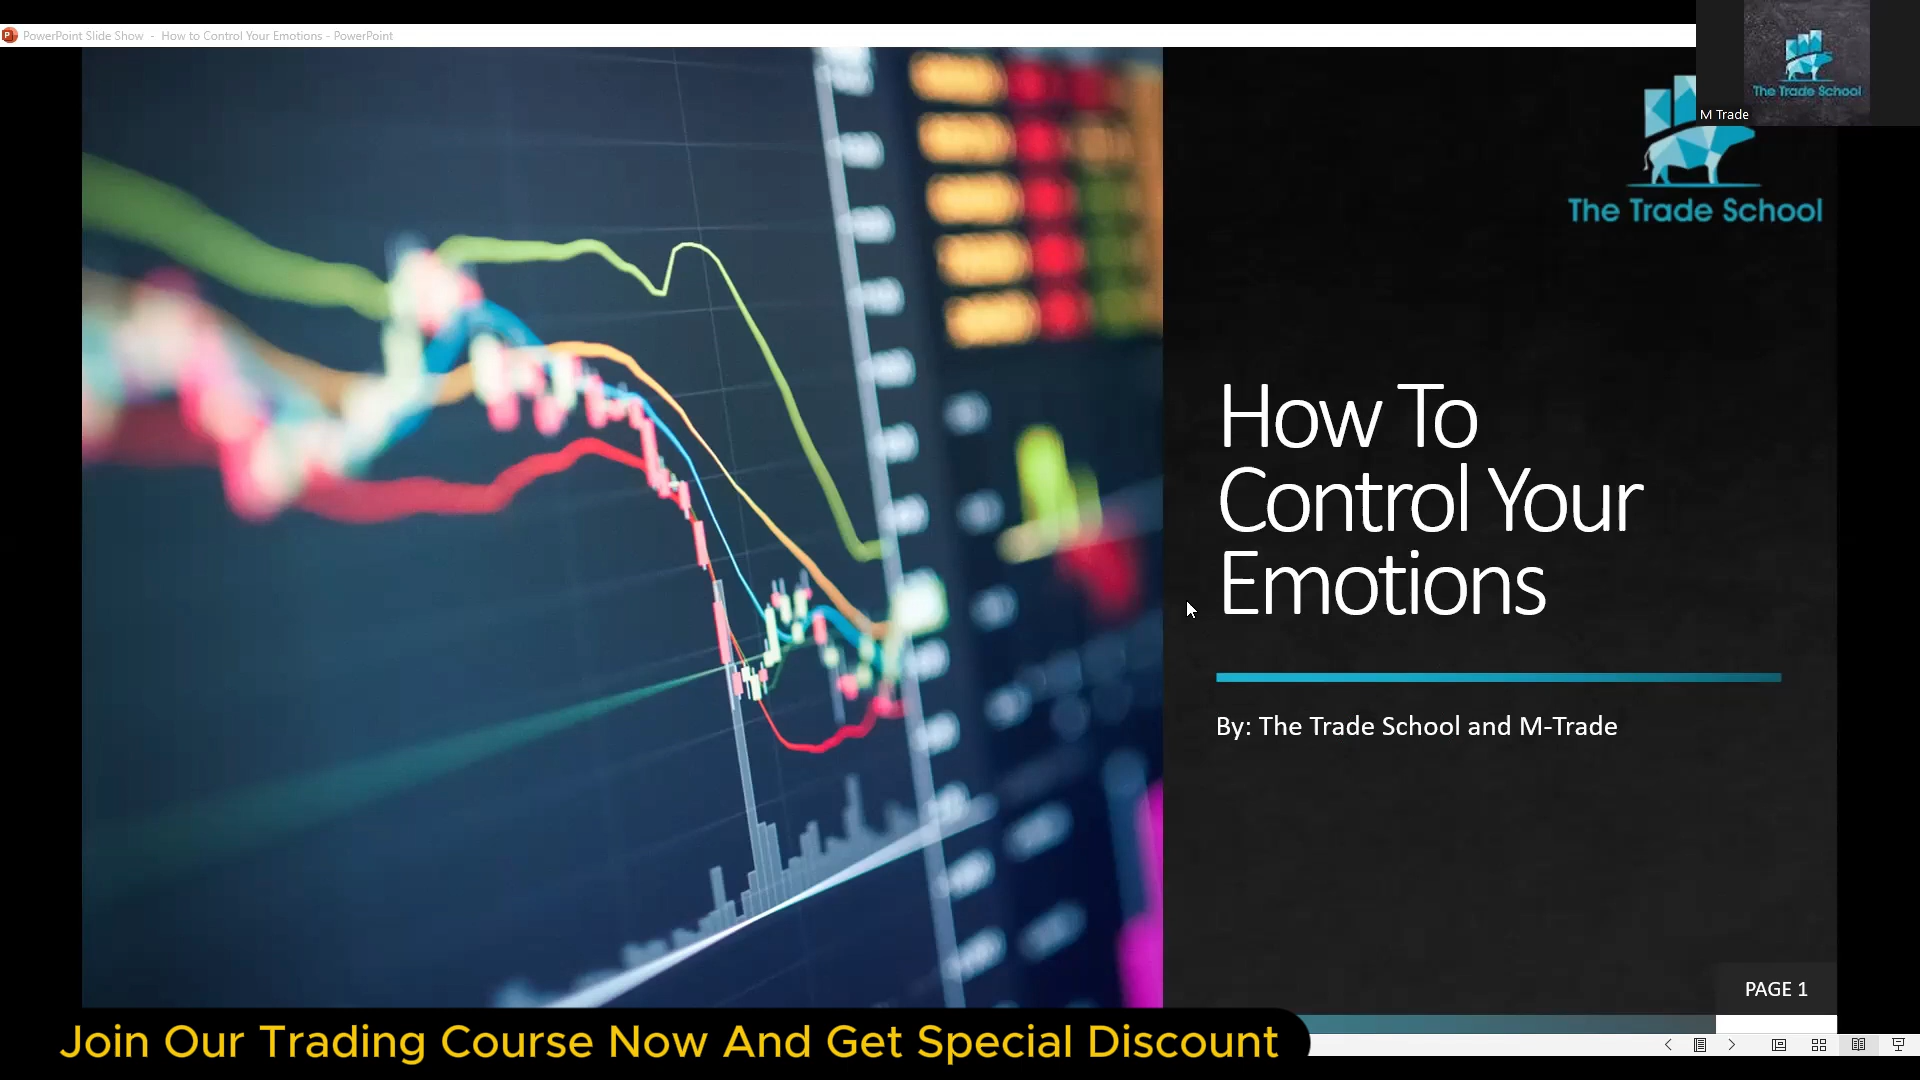 PowerPoint Slide Show - How to Control Your Emotions - PowerPoint
The Trade School
M Trade
The Trade School
How To
Control Your
Emotions
By: The Trade School and M-Trade
PAGE 1
Join Our Trading Course Now And Get Special Discount